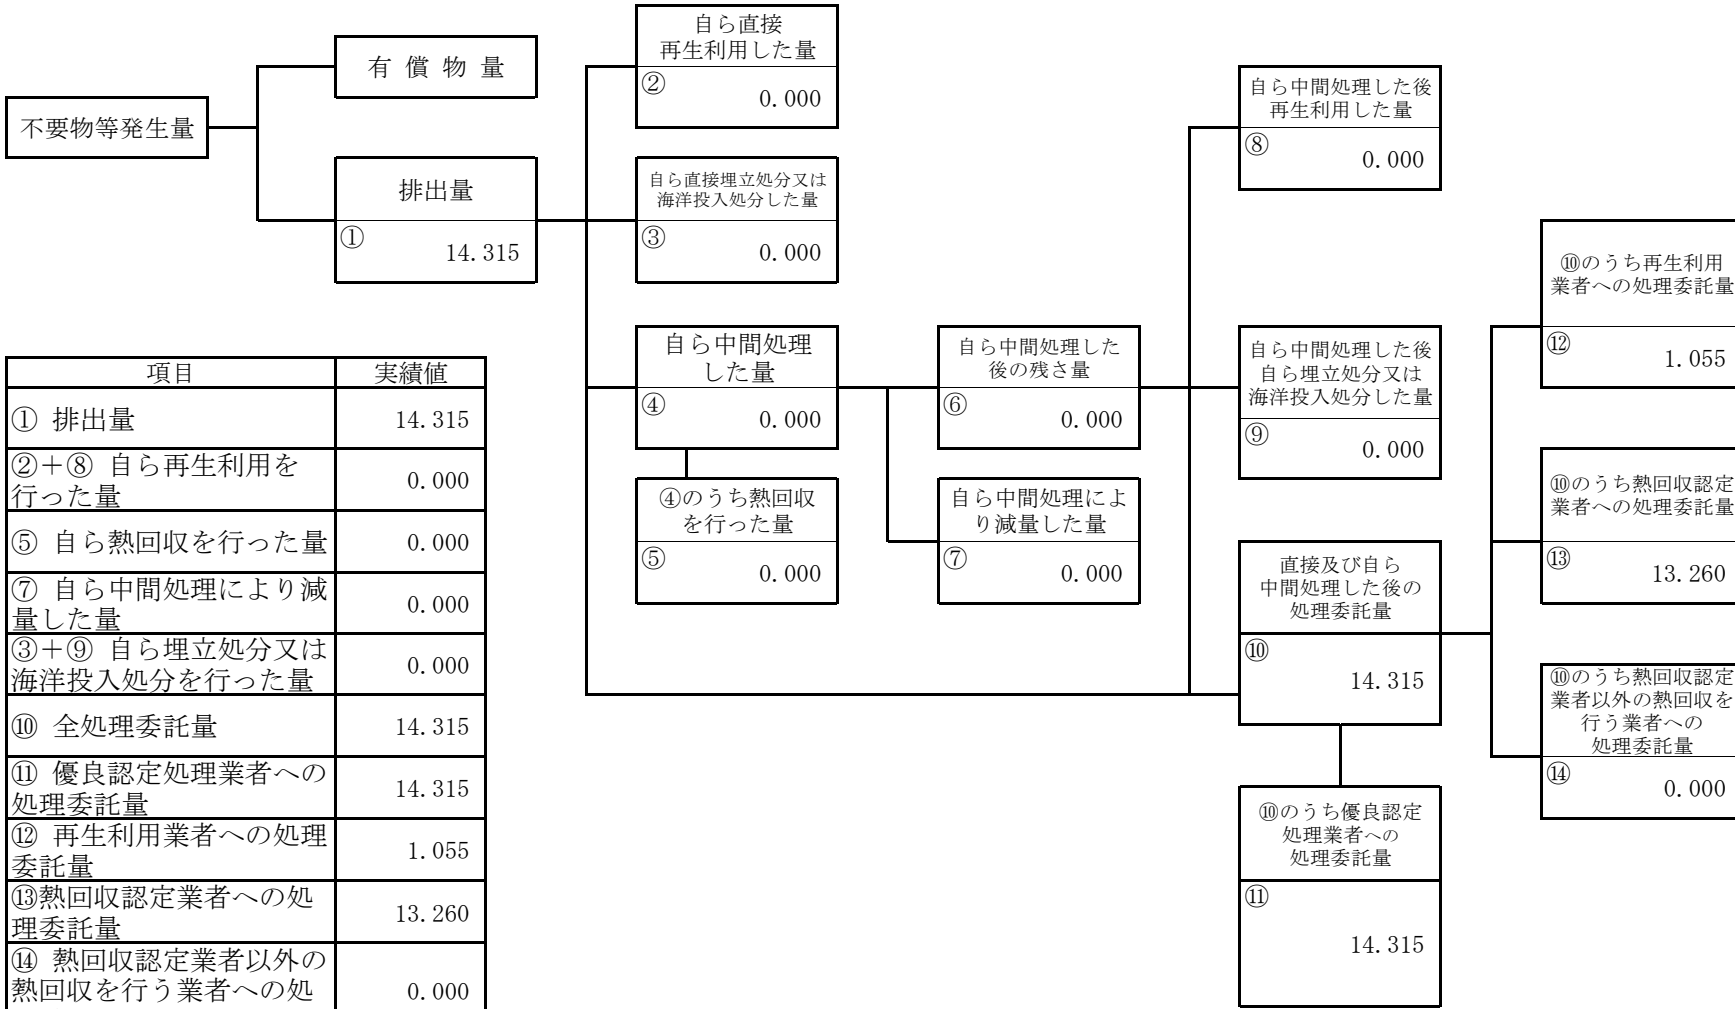 不要物等発生量
有 償 物 量
排出量
①
14.315
自ら直接
再生利用した量
②
0.000
自ら直接埋立処分又は
海洋投入処分した量
③
0.000
自ら中間処理
した量
④
0.000
④のうち熱回収
を行った量
⑤
0.000
自ら中間処理した
後の残さ量
⑥
0.000
自ら中間処理によ
り減量した量
⑦
0.000
自ら中間処理した後
再生利用した量
⑧
0.000
自ら中間処理した後
自ら埋立処分又は
海洋投入処分した量
⑨
0.000
直接及び自ら
中間処理した後の
処理委託量
⑩
14.315
⑩のうち優良認定
処理業者への
処理委託量
⑪
14.315
⑩のうち再生利用
業者への処理委託量
⑫
1.055
⑩のうち熱回収認定
業者への処理委託量
⑬
13.260
⑩のうち熱回収認定
業者以外の熱回収を
行う業者への
処理委託量
⑭
0.000
項目 実績値
① 排出量 14.315
②+⑧ 自ら再生利用を
行った量 0.000
⑤ 自ら熱回収を行った量 0.000
⑦ 自ら中間処理により減
量した量 0.000
③+⑨ 自ら埋立処分又は
海洋投入処分を行った量 0.000
⑩ 全処理委託量 14.315
⑪ 優良認定処理業者への
処理委託量 14.315
⑫ 再生利用業者への処理
委託量 1.055
⑬熱回収認定業者への処
理委託量 13.260
⑭ 熱回収認定業者以外の
熱回収を行う業者への処 0.000